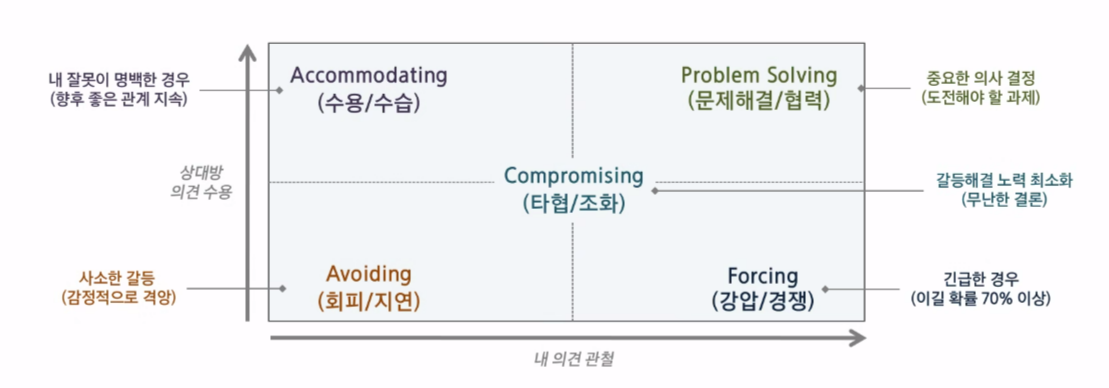 내 잘못이 명백한 경우
(향후 좋은 관계 지속)
Accommodating
(수용/수습)
Problem Solving
(문제해결/협력)
중요한 의사 결정
(도전해야 할 과제)
상대방
의견 수용
Compromising
(타협/조화)
갈등해결 노력 최소화
(무난한 결론)
사소한 갈등
(감정적으로 격앙)
Avoiding
(회피/지연)
Forcing
(강압/경쟁)
긴급한 경우
(이길 확률 70% 이상)
내 의견 관철